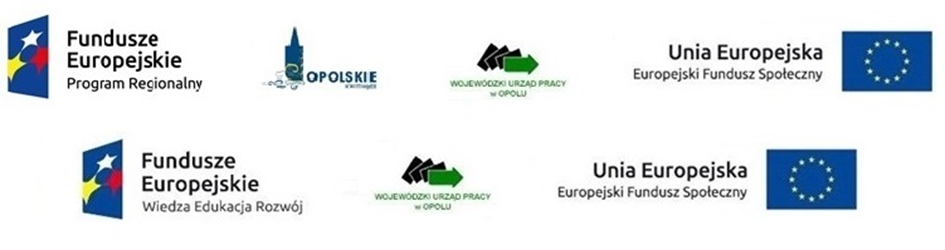 Fundusze
Europejskie
Program Regionalny
OPOLSKIE
WOJEWÓDZKI URZĄD PRACY
w OPOLU
Unia Europejska
Europejski Fundusz Społeczny
Fundusze
Europejskie
Wiedza Edukacja Rozwój
WOJEWÓDZKI URZĄD PRACY
w OPOLU
Unia Europejska
Europejski Fundusz Społeczny